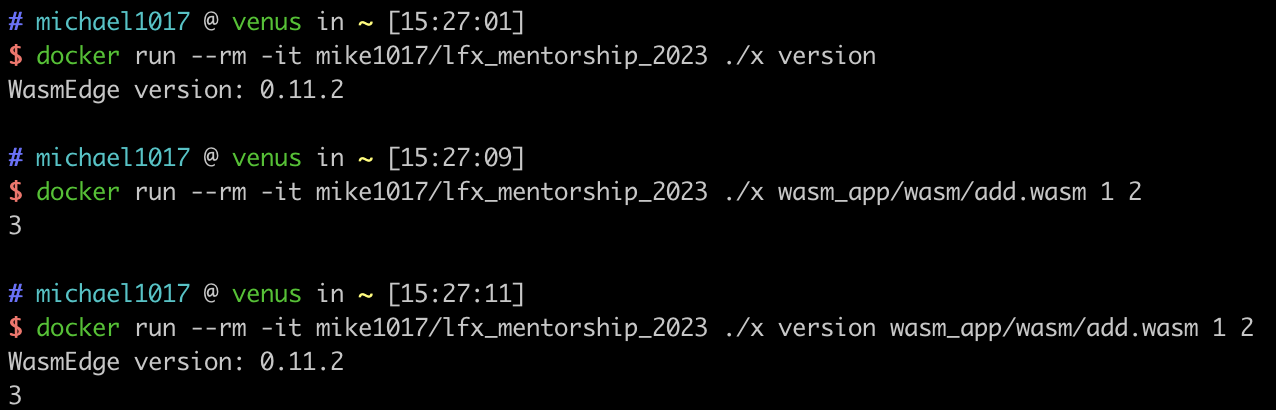 # michael1017 @ venus in ~ [15:27:01]
$ docker run --rm -it mike1017/lfx_mentorship_2023 ./x version
WasmEdge version: 0.11.2
# michael1017 @ venus in ~ [15:27:09]
$ docker run --rm -it mike1017/lfx_mentorship_2023 ./x wasm_app/wasm/add.wasm 1 2
3
# michael1017 @ venus in ~ [15:27:11]
$ docker run --rm -it mike1017/lfx_mentorship_2023 ./x version wasm_app/wasm/add.wasm 1 2
WasmEdge version: 0.11.2
3